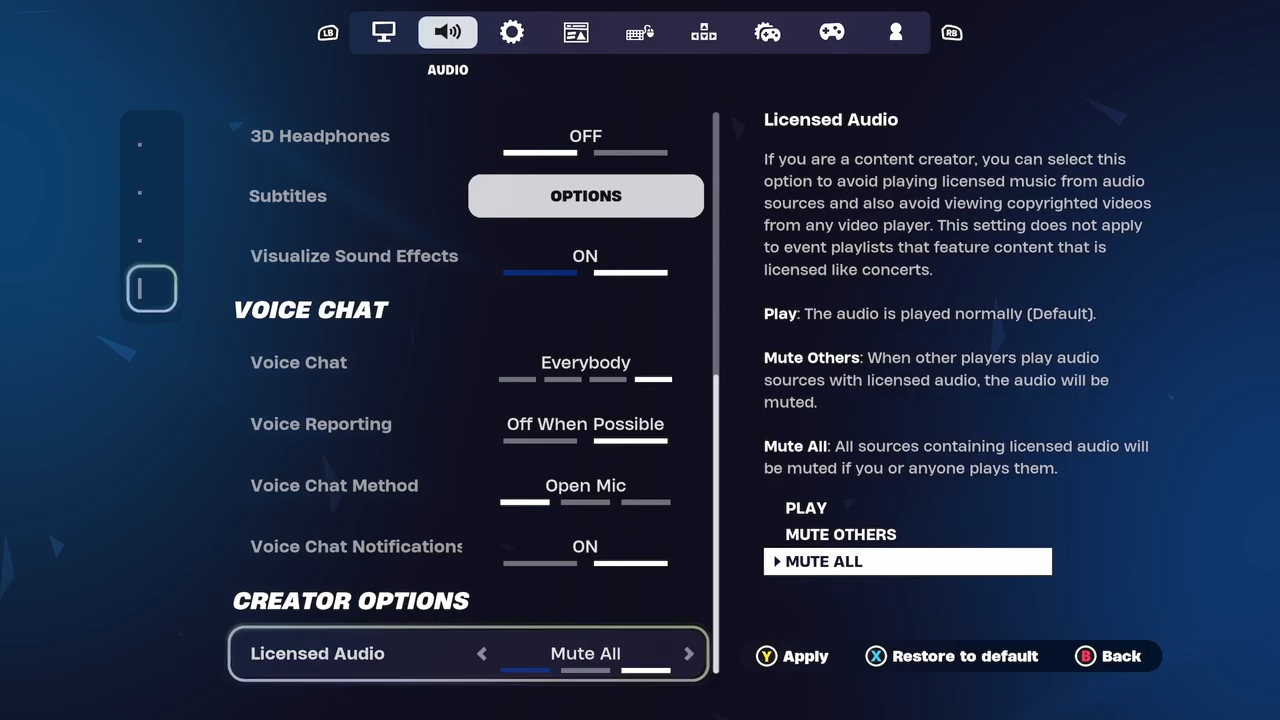 LB
RB
AUDIO
3D Headphones
OFF
Subtitles
OPTIONS
Visualize Sound Effects
ON
VOICE CHAT
Voice Chat
Everybody
Voice Reporting
Off When Possible
Voice Chat Method
Open Mic
Voice Chat Notifications
ON
CREATOR OPTIONS
Licensed Audio
Mute All
Licensed Audio
If you are a content creator, you can select this
option to avoid playing licensed music from audio
sources and also avoid viewing copyrighted videos
from any video player. This setting does not apply
to event playlists that feature content that is
licensed like concerts.
Play: The audio is played normally (Default).
Mute Others: When other players play audio
sources with licensed audio, the audio will be
muted.
Mute All: All sources containing licensed audio will
be muted if you or anyone plays them.
PLAY
MUTE OTHERS
MUTE ALL
Y Apply
X Restore to default
B Back